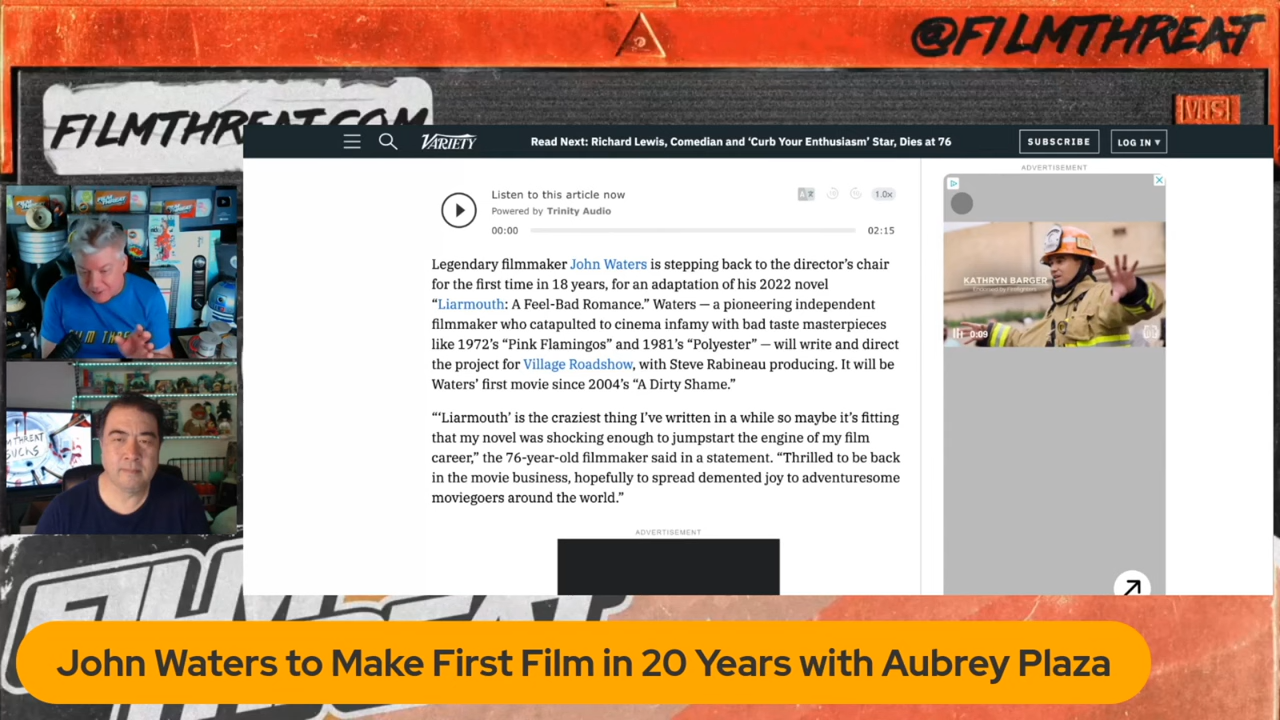 @FILMTHREAT
FILMTHREAT.COM
VARIETY
Read Next: Richard Lewis, Comedian and ‘Curb Your Enthusiasm’ Star, Dies at 76
SUBSCRIBE
LOG IN ▾
Listen to this article now
Powered by Trinity Audio
1.0x
00:00
02:15
Legendary filmmaker John Waters is stepping back to the director’s chair
for the first time in 18 years, for an adaptation of his 2022 novel
“Liarmouth: A Feel-Bad Romance.” Waters — a pioneering independent
filmmaker who catapulted to cinema infamy with bad taste masterpieces
like 1972’s “Pink Flamingos” and 1981’s “Polyester” — will write and direct
the project for Village Roadshow, with Steve Rabineau producing. It will be
Waters’ first movie since 2004’s “A Dirty Shame.”
“‘Liarmouth’ is the craziest thing I’ve written in a while so maybe it’s fitting
that my novel was shocking enough to jumpstart the engine of my film
career,” the 76-year-old filmmaker said in a statement. “Thrilled to be back
in the movie business, hopefully to spread demented joy to adventuresome
moviegoers around the world.”
ADVERTISEMENT
ADVERTISEMENT
KATHRYN BARGER
0:09
FILM THREAT
SUCKS
John Waters to Make First Film in 20 Years with Aubrey Plaza